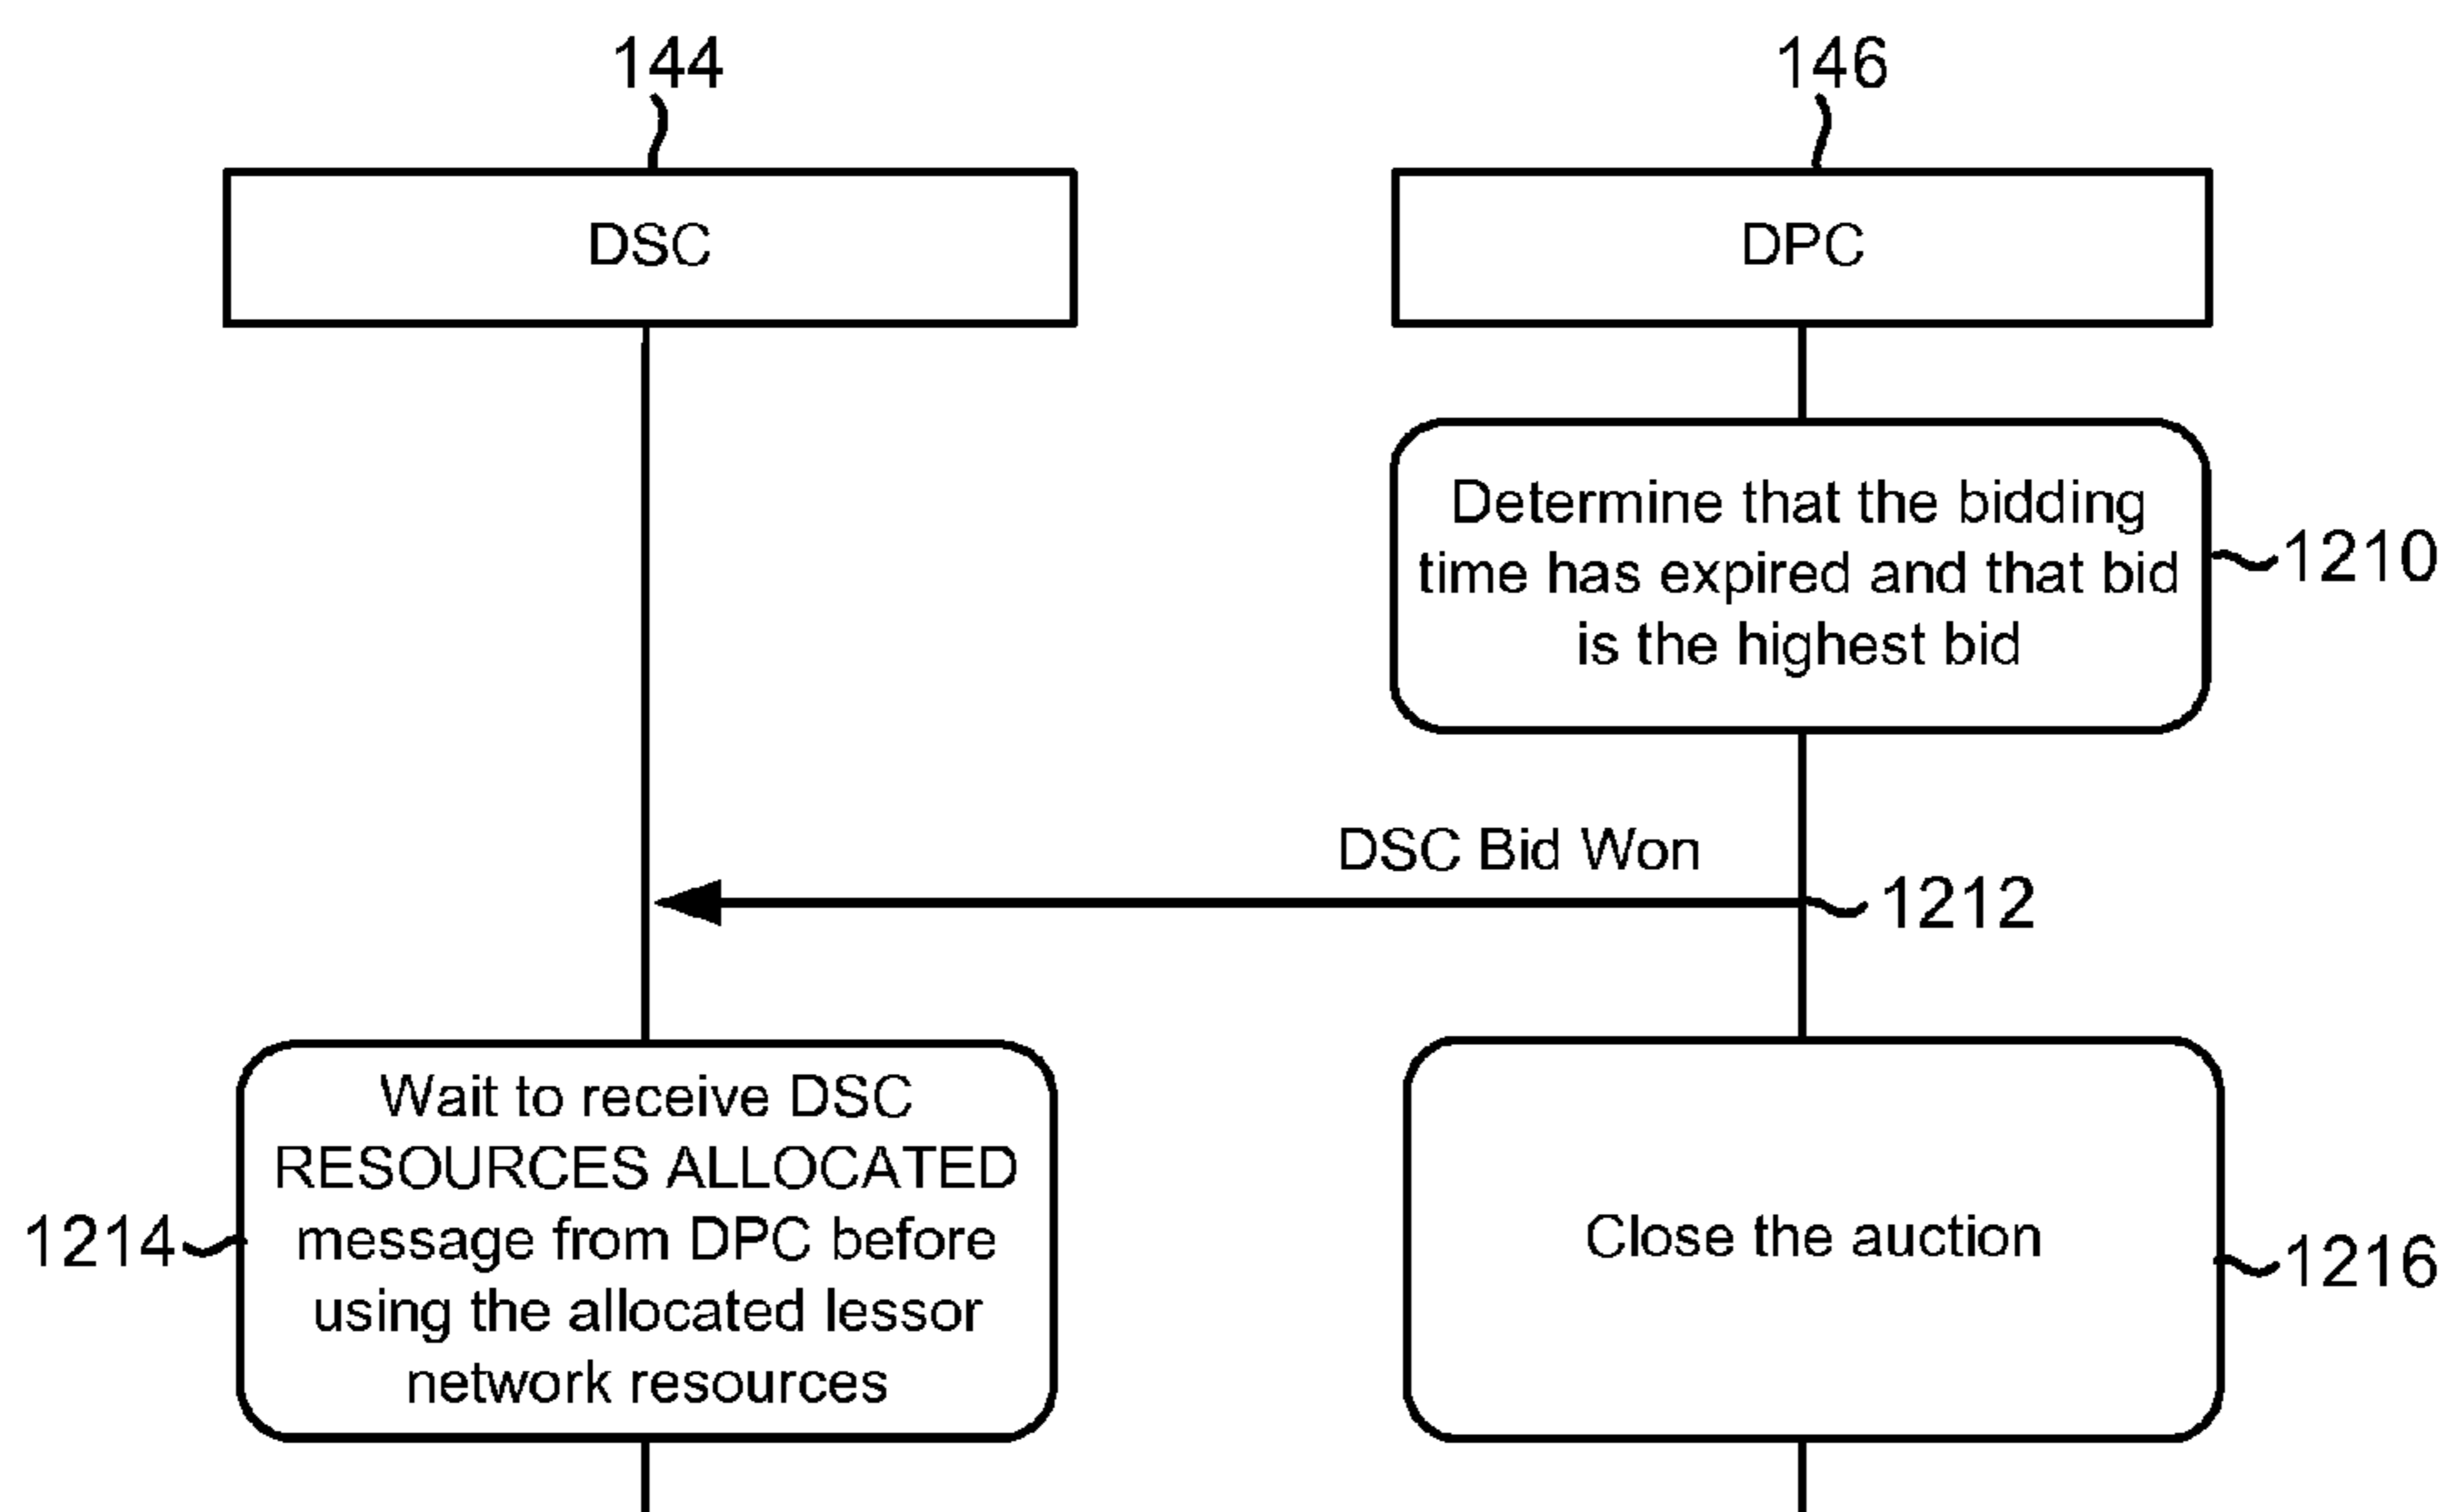 144
146
DSC
DPC
Determine that the bidding
time has expired and that bid
is the highest bid
1210
DSC Bid Won
1212
Wait to receive DSC
RESOURCES ALLOCATED
message from DPC before
using the allocated lessor
network resources
1214
Close the auction
1216